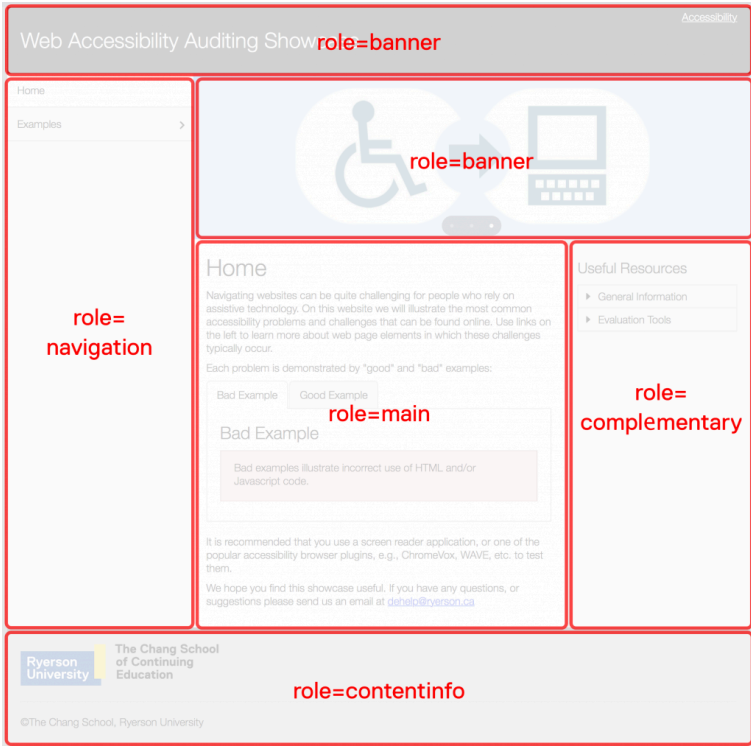 Accessibility
Web Accessibility Auditing Showcase
role=banner
Home
Examples
role=banner
role=
navigation
Home
Navigating websites can be quite challenging for people who rely on
assistive technology. On this website we will illustrate the most common
accessibility problems and challenges that can be found online. Use links on
the left to learn more about web page elements in which these challenges
typically occur.
Each problem is demonstrated by "good" and "bad" examples:
Bad Example Good Example
role=main
Bad Example
Bad examples illustrate incorrect use of HTML and/or
Javascript code.
It is recommended that you use a screen reader application, or one of the
popular accessibility browser plugins, e.g., ChromeVox, WAVE, etc. to test
them.
We hope you find this showcase useful. If you have any questions, or
suggestions please send us an email at dehelp@ryerson.ca
Useful Resources
General Information
Evaluation Tools
role=
complementary
Ryerson
University
The Chang School
of Continuing
Education
role=contentinfo
©The Chang School, Ryerson University